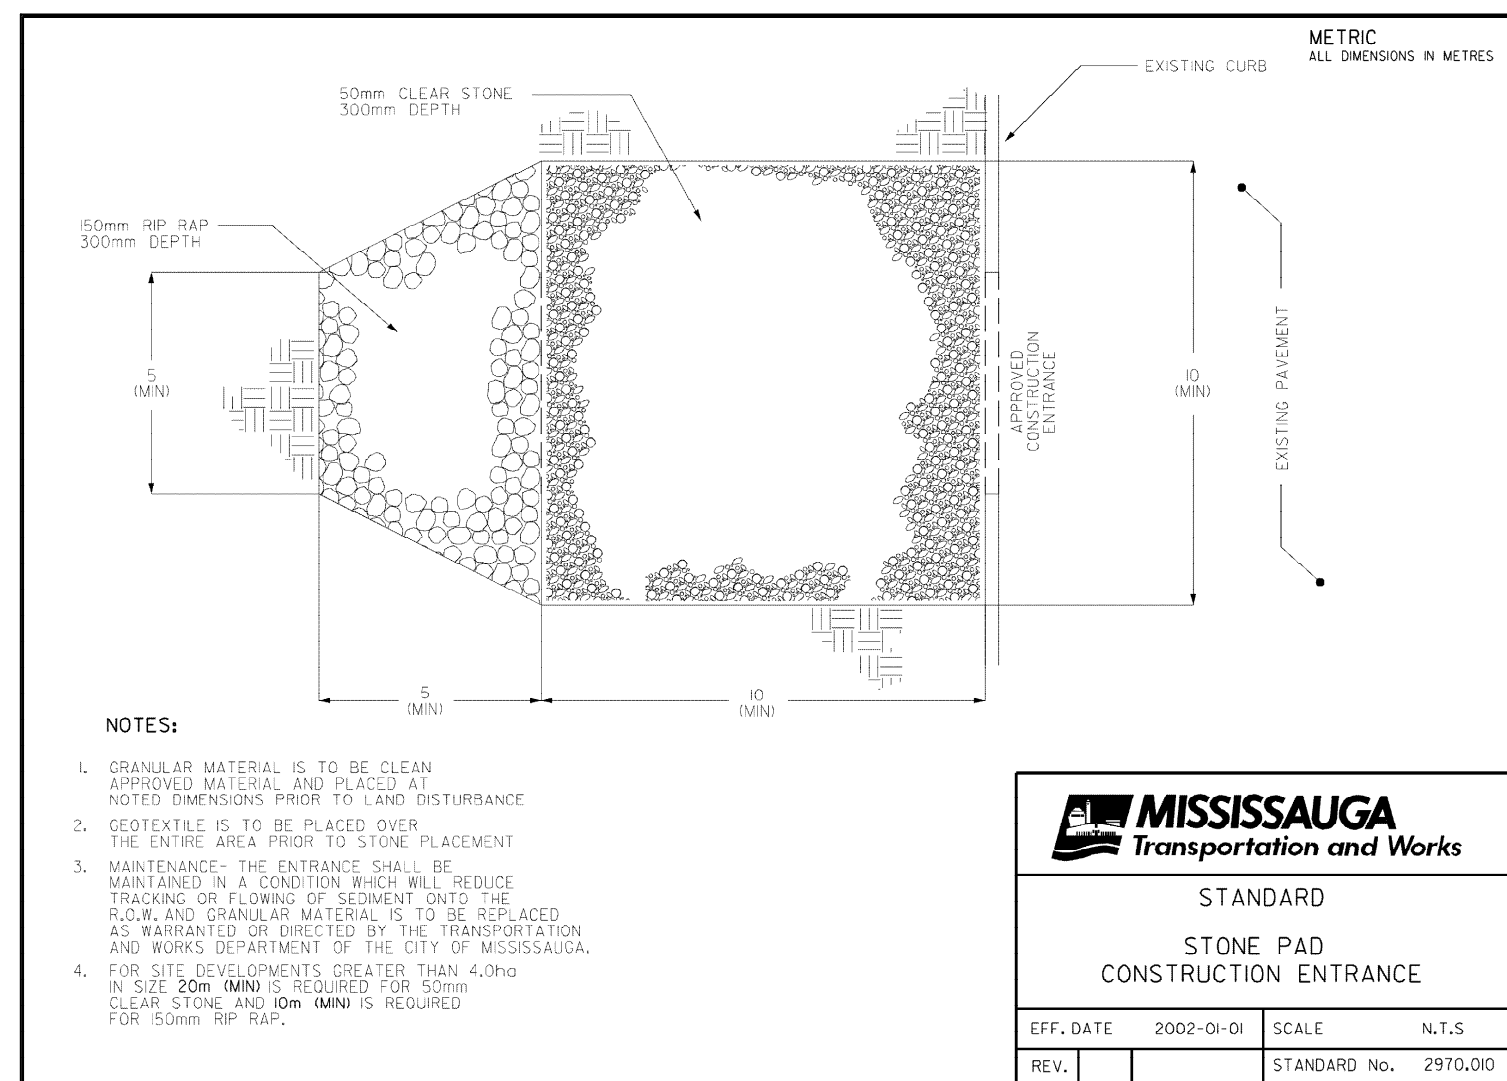 METRIC
ALL DIMENSIONS IN METRES
EXISTING CURB
50mm CLEAR STONE
300mm DEPTH
150mm RIP RAP
300mm DEPTH
5
(MIN)
APPROVED
CONSTRUCTION
ENTRANCE
10
(MIN)
EXISTING PAVEMENT
5
(MIN)
10
(MIN)
NOTES:
1. GRANULAR MATERIAL IS TO BE CLEAN
APPROVED MATERIAL AND PLACED AT
NOTED DIMENSIONS PRIOR TO LAND DISTURBANCE
2. GEOTEXTILE IS TO BE PLACED OVER
THE ENTIRE AREA PRIOR TO STONE PLACEMENT
3. MAINTENANCE- THE ENTRANCE SHALL BE
MAINTAINED IN A CONDITION WHICH WILL REDUCE
TRACKING OR FLOWING OF SEDIMENT ONTO THE
R.O.W. AND GRANULAR MATERIAL IS TO BE REPLACED
AS WARRANTED OR DIRECTED BY THE TRANSPORTATION
AND WORKS DEPARTMENT OF THE CITY OF MISSISSAUGA.
4. FOR SITE DEVELOPMENTS GREATER THAN 4.0ha
IN SIZE 20m (MIN) IS REQUIRED FOR 50mm
CLEAR STONE AND 10m (MIN) IS REQUIRED
FOR 150mm RIP RAP.
MISSISSAUGA
Transportation and Works
STANDARD
STONE PAD
CONSTRUCTION ENTRANCE
EFF. DATE 2002-01-01 SCALE N.T.S
REV. STANDARD No. 2970.010